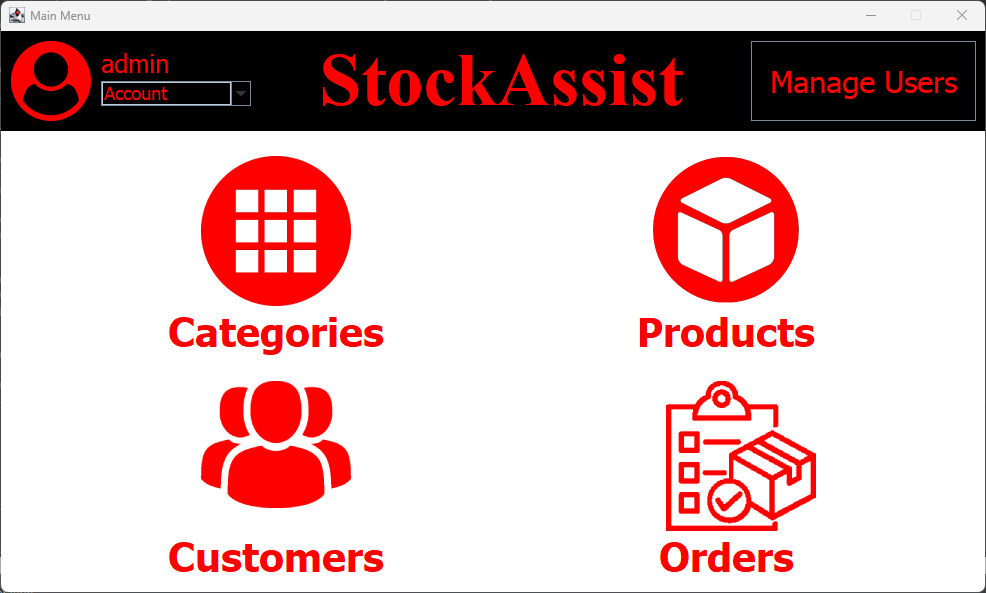 Main Menu
admin
Account
StockAssist
Manage Users
Categories
Products
Customers
Orders